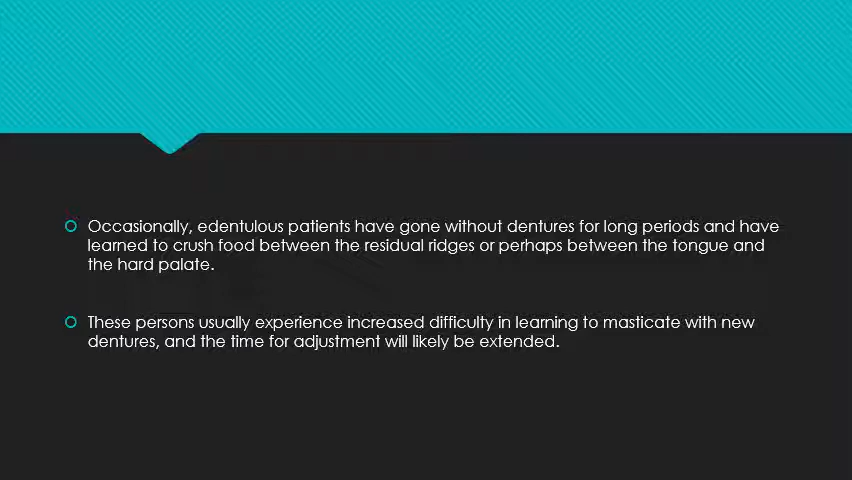 Occasionally, edentulous patients have gone without dentures for long periods and have
learned to crush food between the residual ridges or perhaps between the tongue and
the hard palate.
These persons usually experience increased difficulty in learning to masticate with new
dentures, and the time for adjustment will likely be extended.